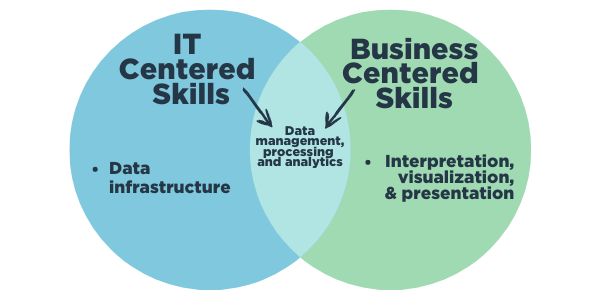 IT
Centered
Skills
Business
Centered
Skills
Data
management,
processing
and analytics
• Data
infrastructure
• Interpretation,
visualization,
& presentation